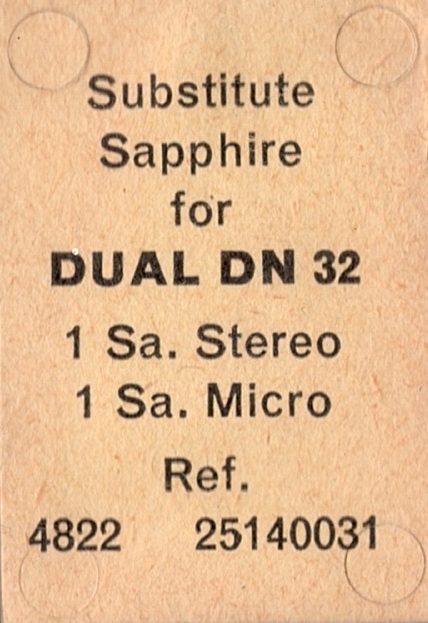 Substitute
Sapphire
for
DUAL DN 32
1 Sa. Stereo
1 Sa. Micro
Ref.
4822 25140031